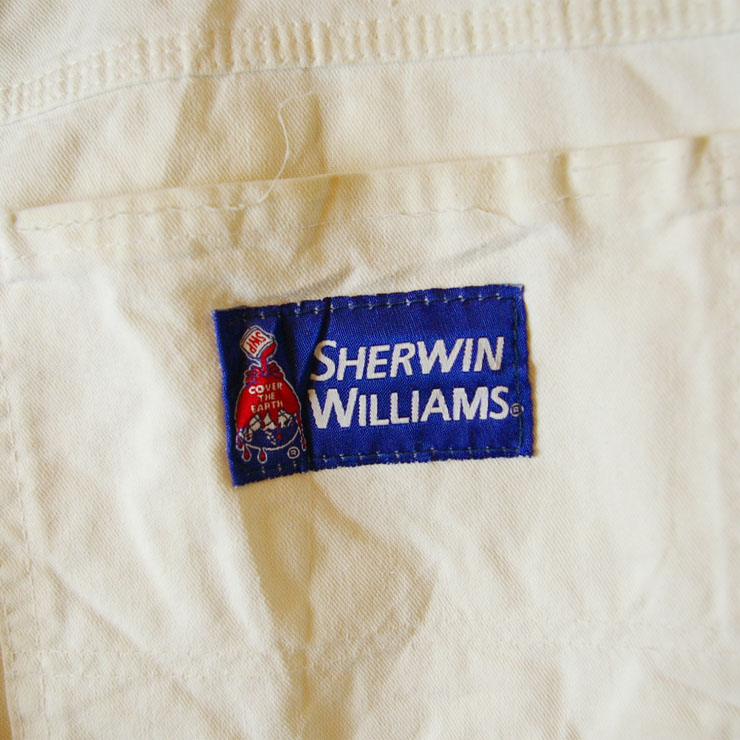 SWP
COVER
THE
EARTH
®
SHERWIN
WILLIAMS®